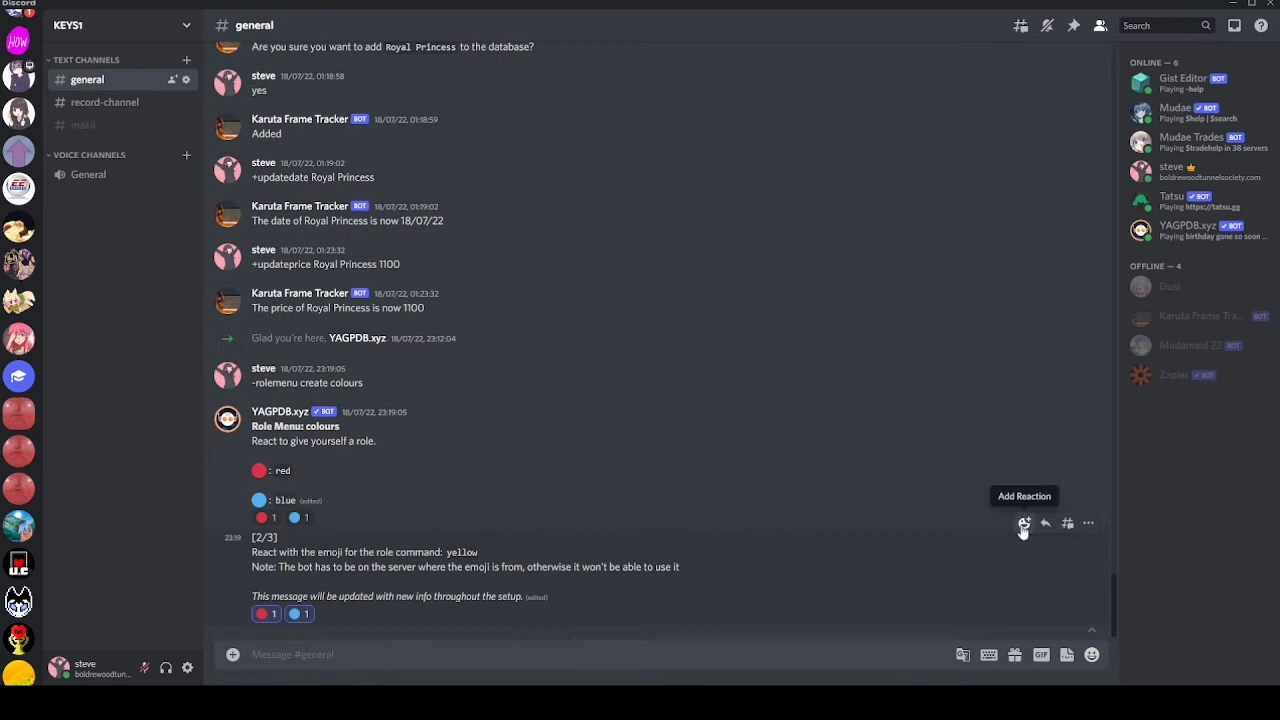 Discord
1
HOW
KEYS1
TEXT CHANNELS
general
record-channel
makil
VOICE CHANNELS
General
steve
boldrewoodtun...
# general
Search
Are you sure you want to add Royal Princess to the database?
steve 18/07/22, 01:18:58
yes
Karuta Frame Tracker BOT 18/07/22, 01:18:59
Added
steve 18/07/22, 01:19:02
+updatedate Royal Princess
Karuta Frame Tracker BOT 18/07/22, 01:19:02
The date of Royal Princess is now 18/07/22
steve 18/07/22, 01:23:32
+updateprice Royal Princess 1100
Karuta Frame Tracker BOT 18/07/22, 01:23:32
The price of Royal Princess is now 1100
Glad you're here, YAGPDB.xyz. 18/07/22, 23:12:04
steve 18/07/22, 23:19:05
-rolemenu create colours
YAGPDB.xyz ✓ BOT 18/07/22, 23:19:05
Role Menu: colours
React to give yourself a role.
: red
: blue (edited)
1 1
Add Reaction
23:19 [2/3]
React with the emoji for the role command: yellow
Note: The bot has to be on the server where the emoji is from, otherwise it won't be able to use it
This message will be updated with new info throughout the setup. (edited)
1 1
Message #general
GIF
ONLINE — 6
Gist Editor BOT
Playing -help
Mudae ✓ BOT
Playing $help | $search
Mudae Trades BOT
Playing $tradehelp in 38 servers
steve
boldrewoodtunnelsociety.com
Tatsu ✓ BOT
Playing https://tatsu.gg
YAGPDB.xyz ✓ BOT
Playing birthday gone so soon ...
OFFLINE — 4
Dust
Karuta Frame Tra... BOT
Mudamaid 22 BOT
Zapier ✓ BOT